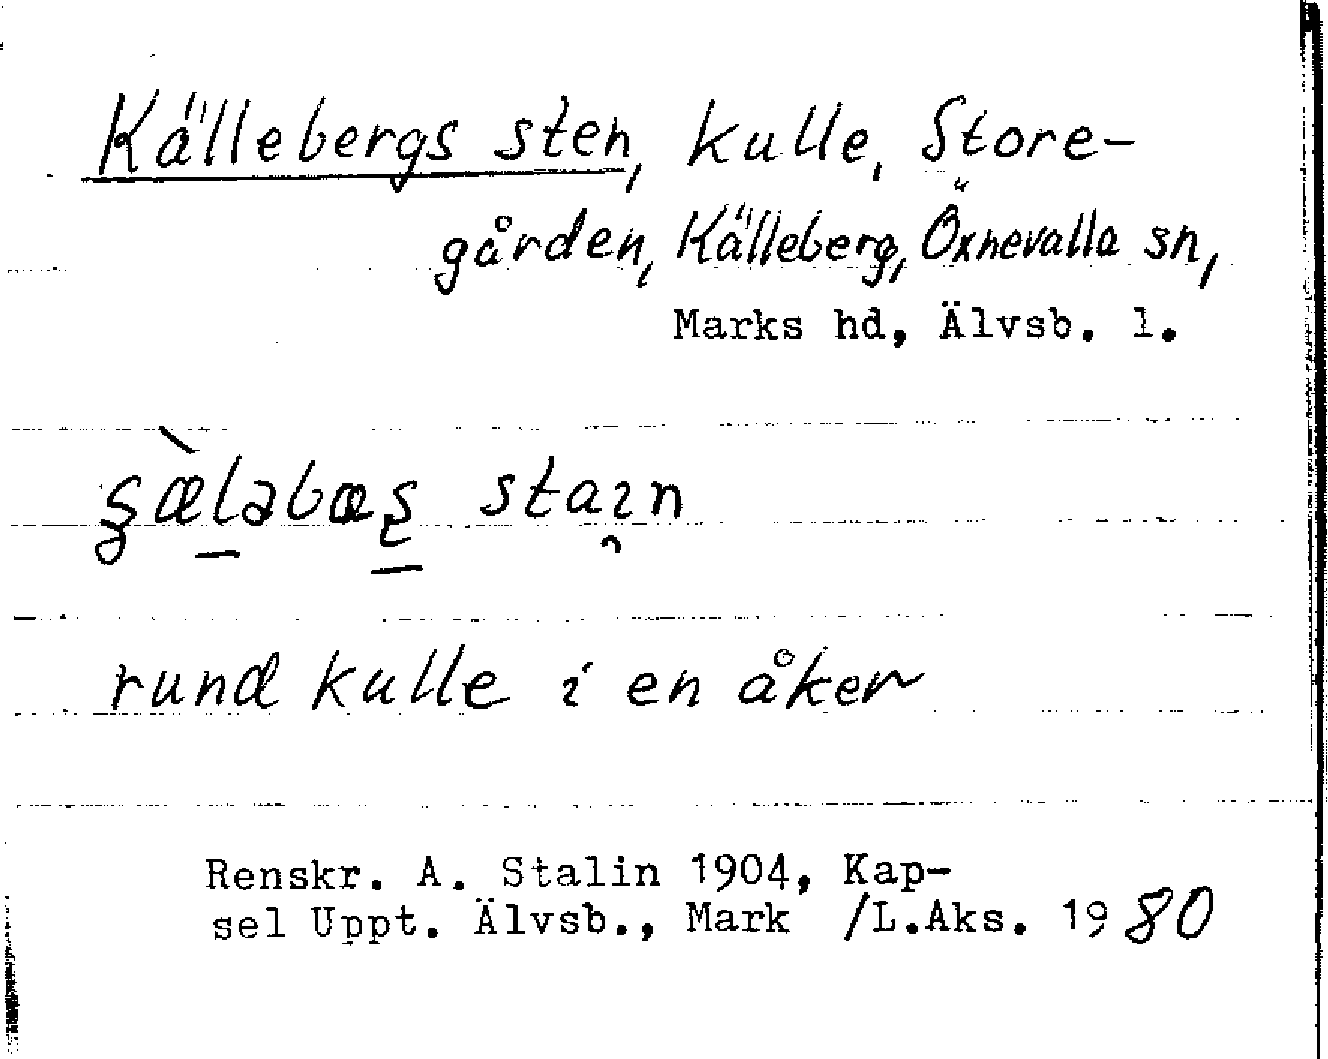 Källebergs sten, kulle, Store-
gården, Källeberg, Öxnevalla sn,
Marks hd, Älvsb. l.
staın
rund kulle i en åker
Renskr. A. Stalin 1904, Kap-
sel Uppt. Älvsb., Mark /L.Aks. 1980